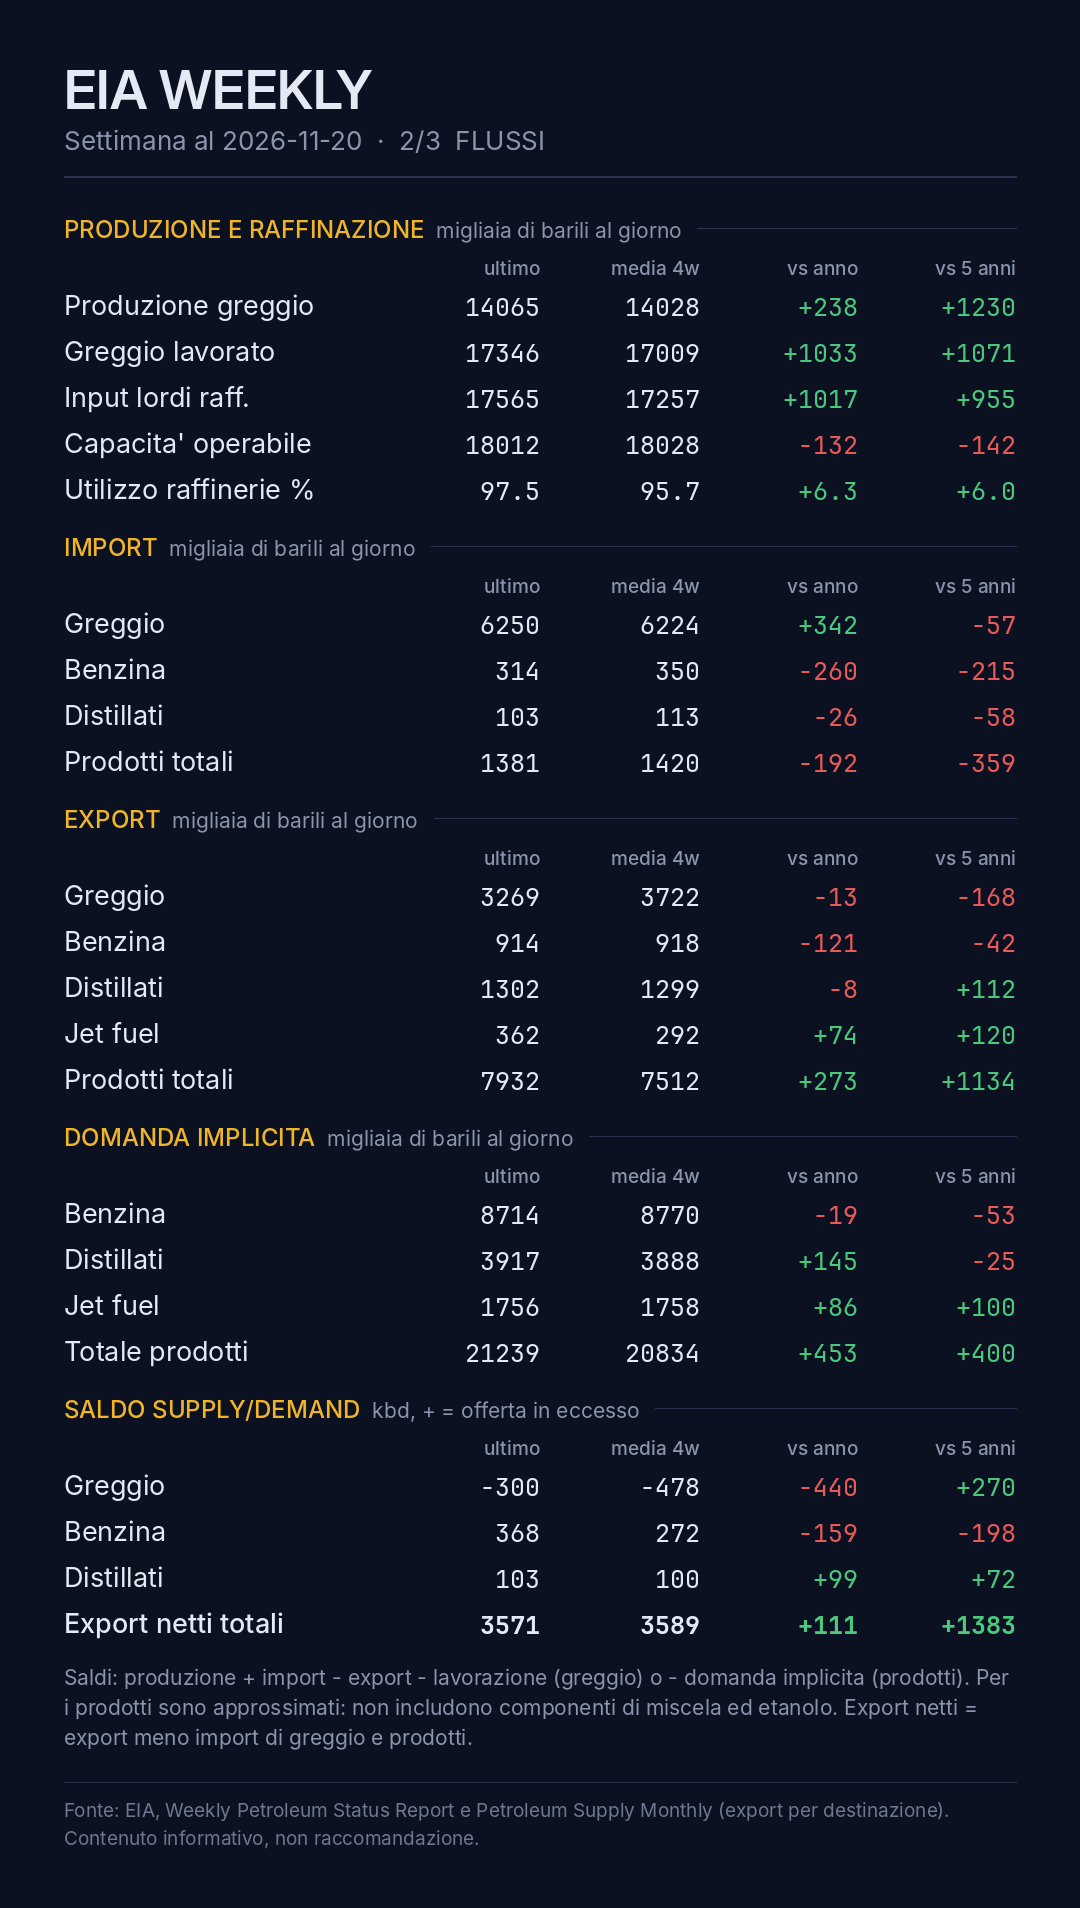 EIA WEEKLY
Settimana al 2026-11-20 · 2/3 FLUSSI
PRODUZIONE E RAFFINAZIONE migliaia di barili al giorno
ultimo media 4w vs anno vs 5 anni
Produzione greggio 14065 14028 +238 +1230
Greggio lavorato 17346 17009 +1033 +1071
Input lordi raff. 17565 17257 +1017 +955
Capacita' operabile 18012 18028 -132 -142
Utilizzo raffinerie % 97.5 95.7 +6.3 +6.0
IMPORT migliaia di barili al giorno
ultimo media 4w vs anno vs 5 anni
Greggio 6250 6224 +342 -57
Benzina 314 350 -260 -215
Distillati 103 113 -26 -58
Prodotti totali 1381 1420 -192 -359
EXPORT migliaia di barili al giorno
ultimo media 4w vs anno vs 5 anni
Greggio 3269 3722 -13 -168
Benzina 914 918 -121 -42
Distillati 1302 1299 -8 +112
Jet fuel 362 292 +74 +120
Prodotti totali 7932 7512 +273 +1134
DOMANDA IMPLICITA migliaia di barili al giorno
ultimo media 4w vs anno vs 5 anni
Benzina 8714 8770 -19 -53
Distillati 3917 3888 +145 -25
Jet fuel 1756 1758 +86 +100
Totale prodotti 21239 20834 +453 +400
SALDO SUPPLY/DEMAND kbd, + = offerta in eccesso
ultimo media 4w vs anno vs 5 anni
Greggio -300 -478 -440 +270
Benzina 368 272 -159 -198
Distillati 103 100 +99 +72
Export netti totali 3571 3589 +111 +1383
Saldi: produzione + import - export - lavorazione (greggio) o - domanda implicita (prodotti). Per
i prodotti sono approssimati: non includono componenti di miscela ed etanolo. Export netti =
export meno import di greggio e prodotti.
Fonte: EIA, Weekly Petroleum Status Report e Petroleum Supply Monthly (export per destinazione).
Contenuto informativo, non raccomandazione.